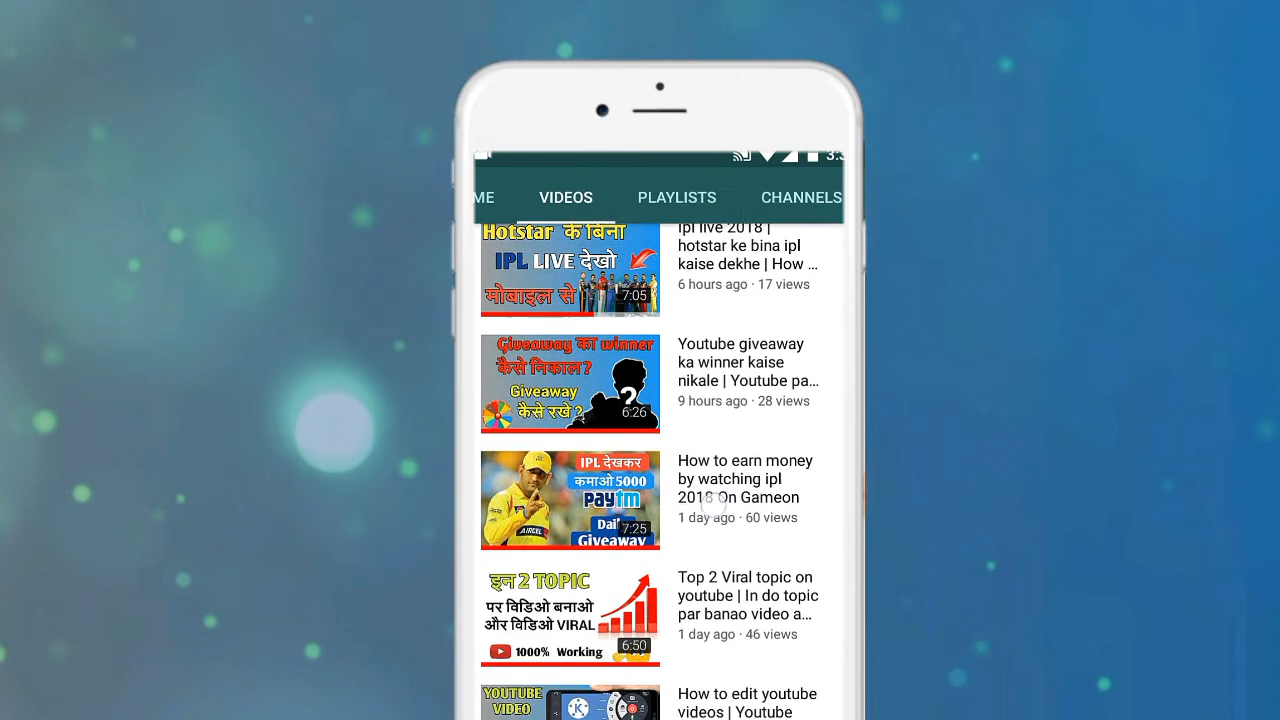 3:3
ME VIDEOS PLAYLISTS CHANNELS
Hotstar के बिना
IPL LIVE देखो
मोबाइल से
7:05
Ipl live 2018 |
hotstar ke bina ipl
kaise dekhe | How ...
6 hours ago · 17 views
Giveaway का winner
कैसे निकाल?
Giveaway
कैसे रखे ?
?
6:26
Youtube giveaway
ka winner kaise
nikale | Youtube pa...
9 hours ago · 28 views
IPL देखकर
कमाओ 5000
paytm
Dail
Giveaway
AIRCEL
7:25
How to earn money
by watching ipl
2018 On Gameon
1 day ago · 60 views
इन 2 TOPIC
पर विडिओ बनाओ
और विडिओ VIRAL
1000% Working
6:50
Top 2 Viral topic on
youtube | In do topic
par banao video a...
1 day ago · 46 views
YOUTUBE
VIDEO
K
How to edit youtube
videos | Youtube